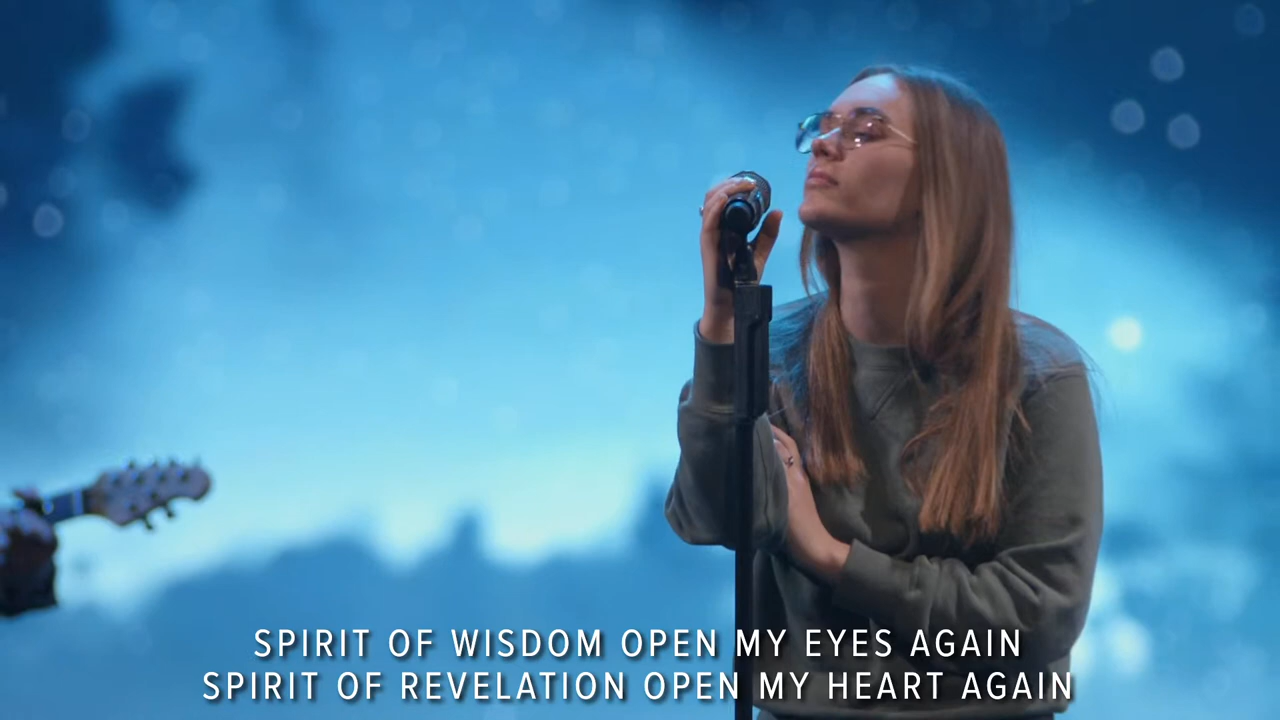 SPIRIT OF WISDOM OPEN MY EYES AGAIN
SPIRIT OF REVELATION OPEN MY HEART AGAIN